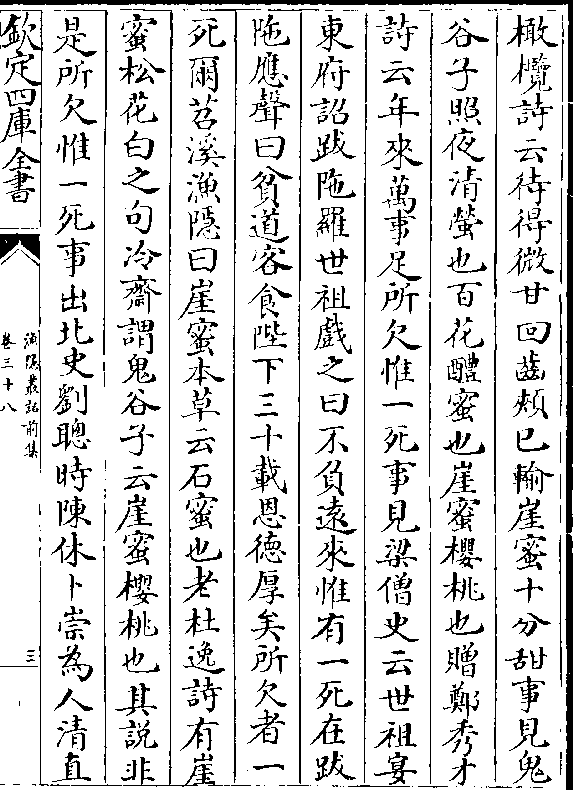 橄欖詩云待得微甘回齒頰已輸崖蜜十分甜事見鬼
谷子照夜清螢也百花醴蜜也崖蜜櫻桃也贈鄭秀才
詩云年來萬事足所欠惟一死事見梁僧史云世祖宴
東府詔跋陁羅世祖戲之曰不負遠來惟有一死在跋
陁應聲曰貧道客食陛下三十載恩德厚矣所欠者一
死爾苕溪漁隱曰崖蜜本草云石蜜也老杜逸詩有崖
蜜松花白之句冷齋謂鬼谷子云崖蜜櫻桃也其說非
是所欠惟一死事出北史劉聰時陳休卜崇為人清直
欽定四庫全書
漁隱叢話前集
卷三十八
三